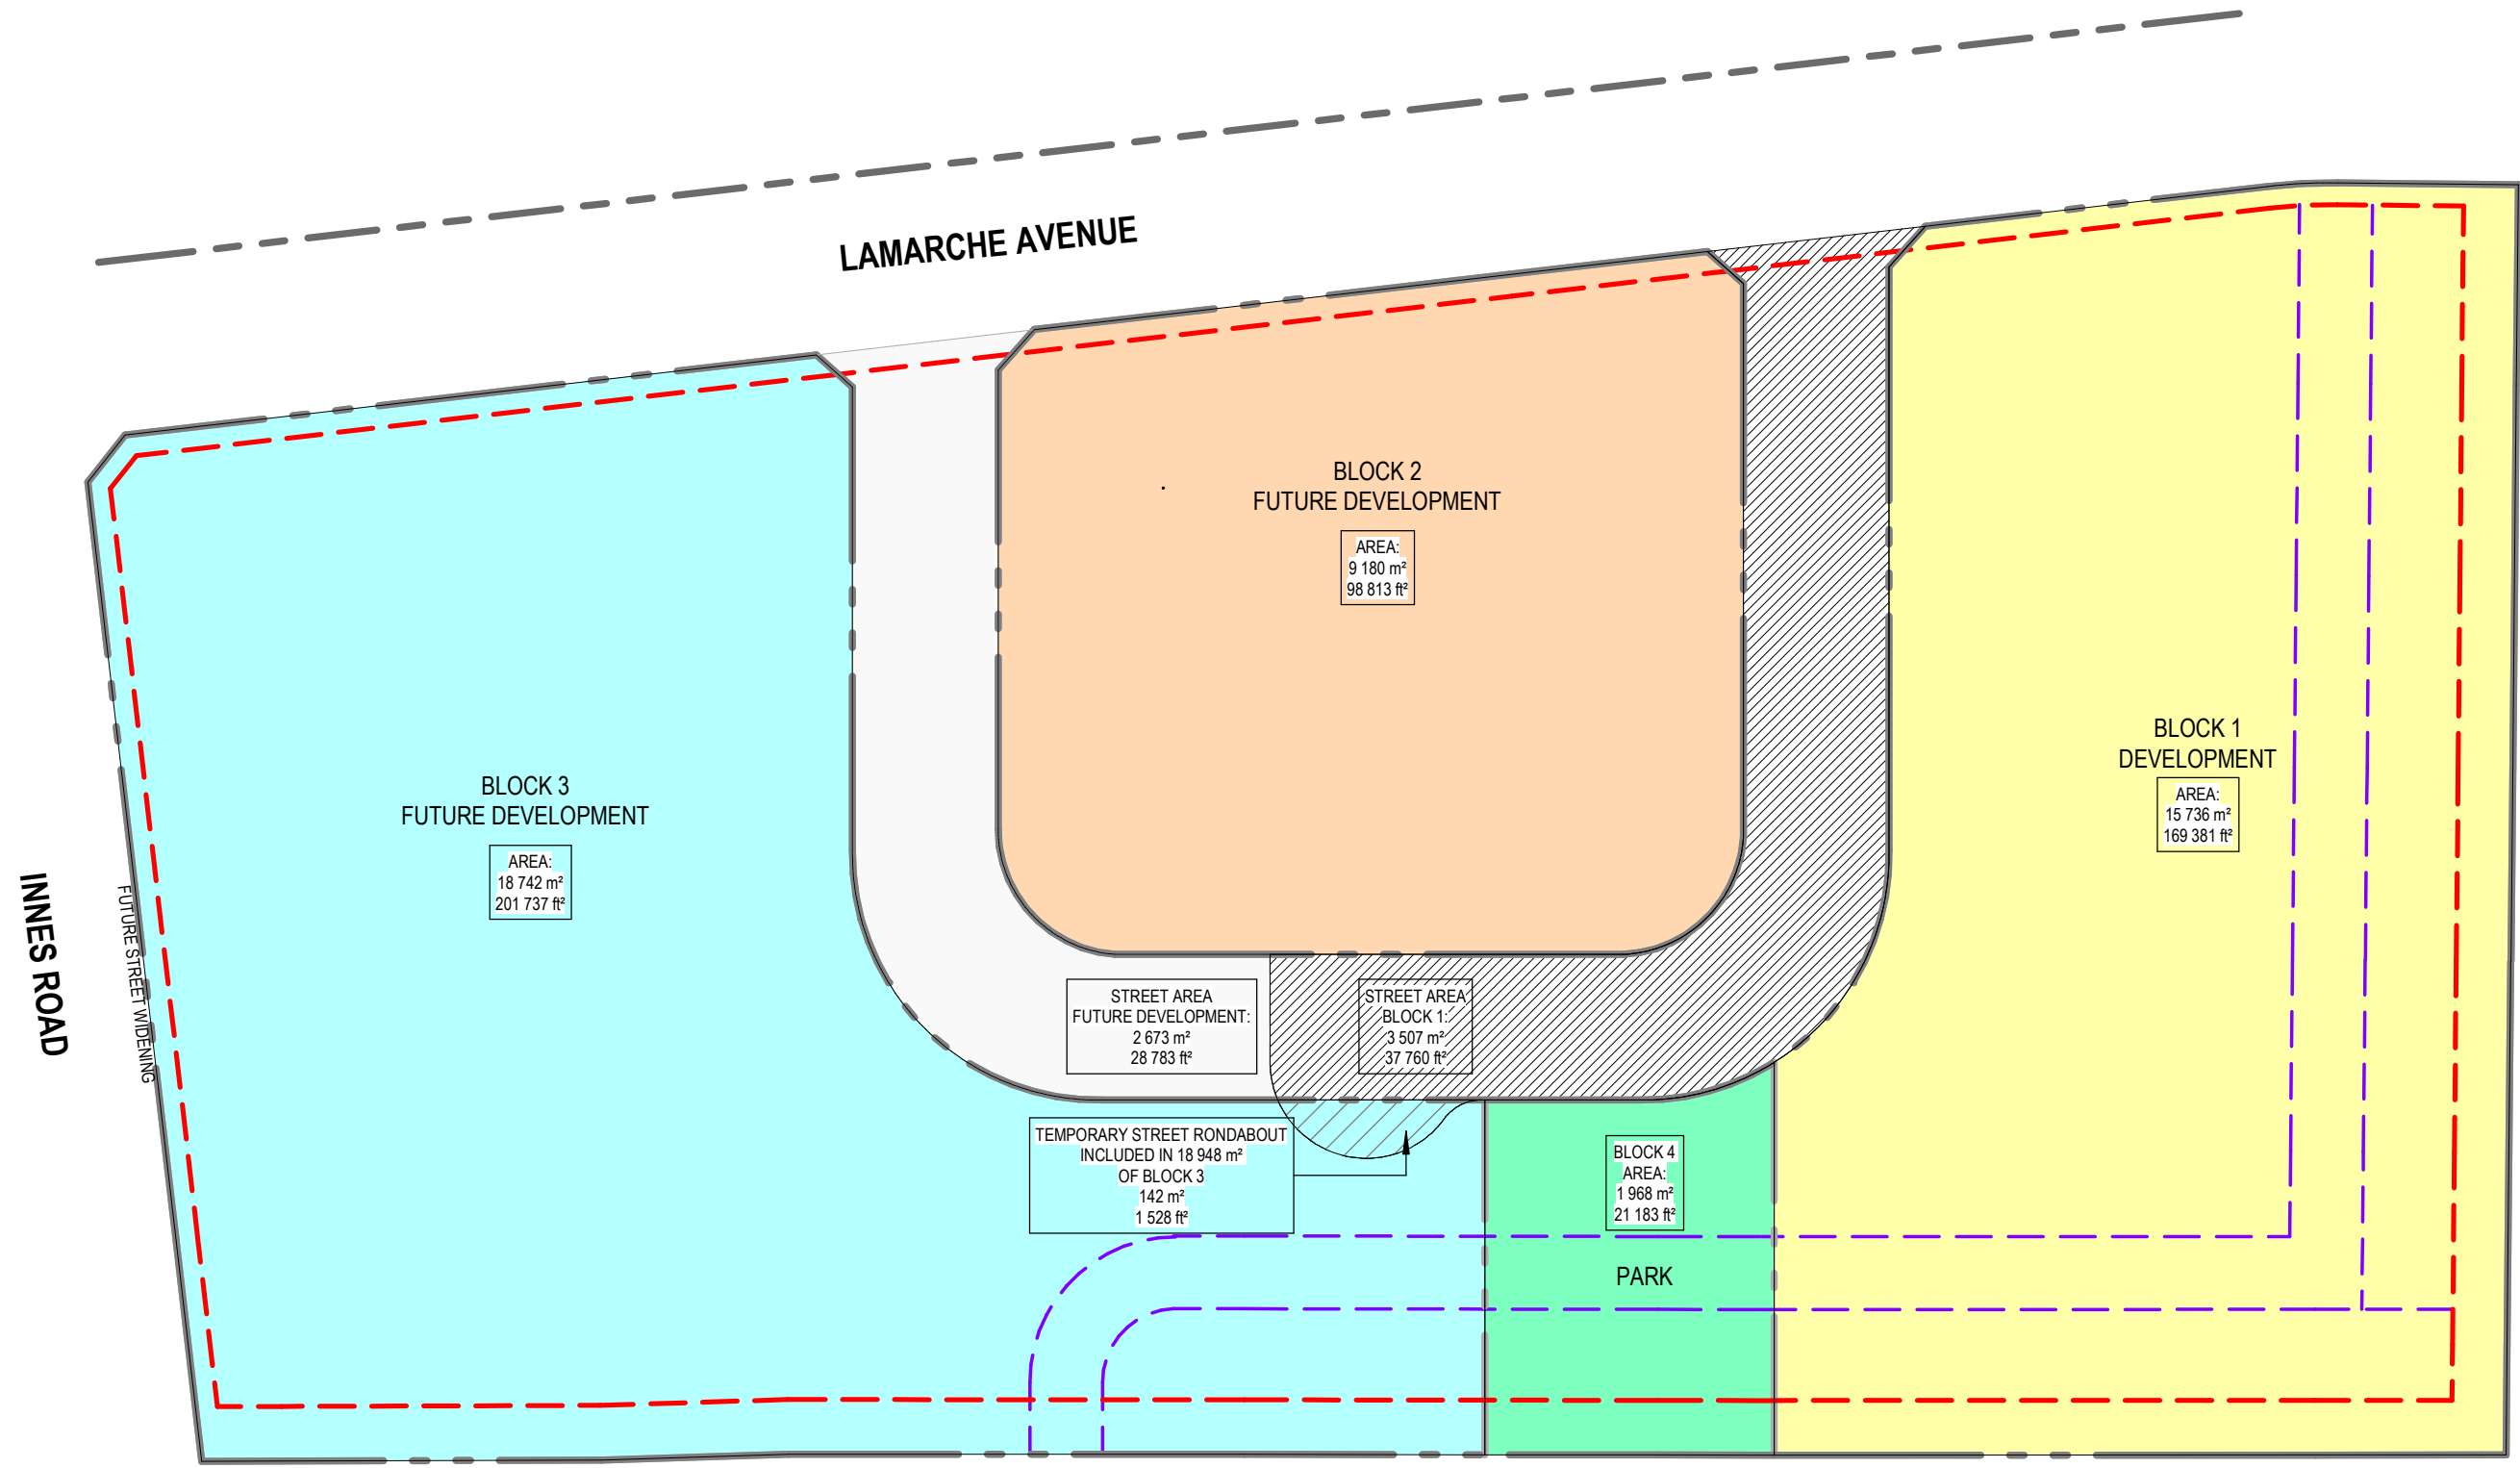 LAMARCHE AVENUE
BLOCK 2
FUTURE DEVELOPMENT
AREA:
9 180 m²
98 813 ft²
BLOCK 1
DEVELOPMENT
AREA:
15 736 m²
169 381 ft²
BLOCK 3
FUTURE DEVELOPMENT
AREA:
18 742 m²
201 737 ft²
INNES ROAD
FUTURE STREET WIDENING
STREET AREA
FUTURE DEVELOPMENT:
2 673 m²
28 783 ft²
STREET AREA
BLOCK 1:
3 507 m²
37 760 ft²
TEMPORARY STREET RONDABOUT
INCLUDED IN 18 948 m²
OF BLOCK 3
142 m²
1 528 ft²
BLOCK 4
AREA:
1 968 m²
21 183 ft²
PARK